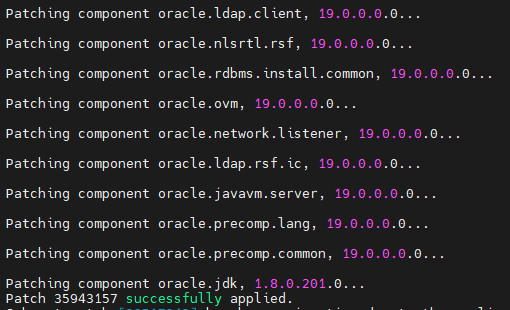 Patching component oracle.ldap.client, 19.0.0.0.0...
Patching component oracle.nlsrtl.rsf, 19.0.0.0.0...
Patching component oracle.rdbms.install.common, 19.0.0.0.0...
Patching component oracle.ovm, 19.0.0.0.0...
Patching component oracle.network.listener, 19.0.0.0.0...
Patching component oracle.ldap.rsf.ic, 19.0.0.0.0...
Patching component oracle.javavm.server, 19.0.0.0.0...
Patching component oracle.precomp.lang, 19.0.0.0.0...
Patching component oracle.precomp.common, 19.0.0.0.0...
Patching component oracle.jdk, 1.8.0.201.0...
Patch 35943157 successfully applied.